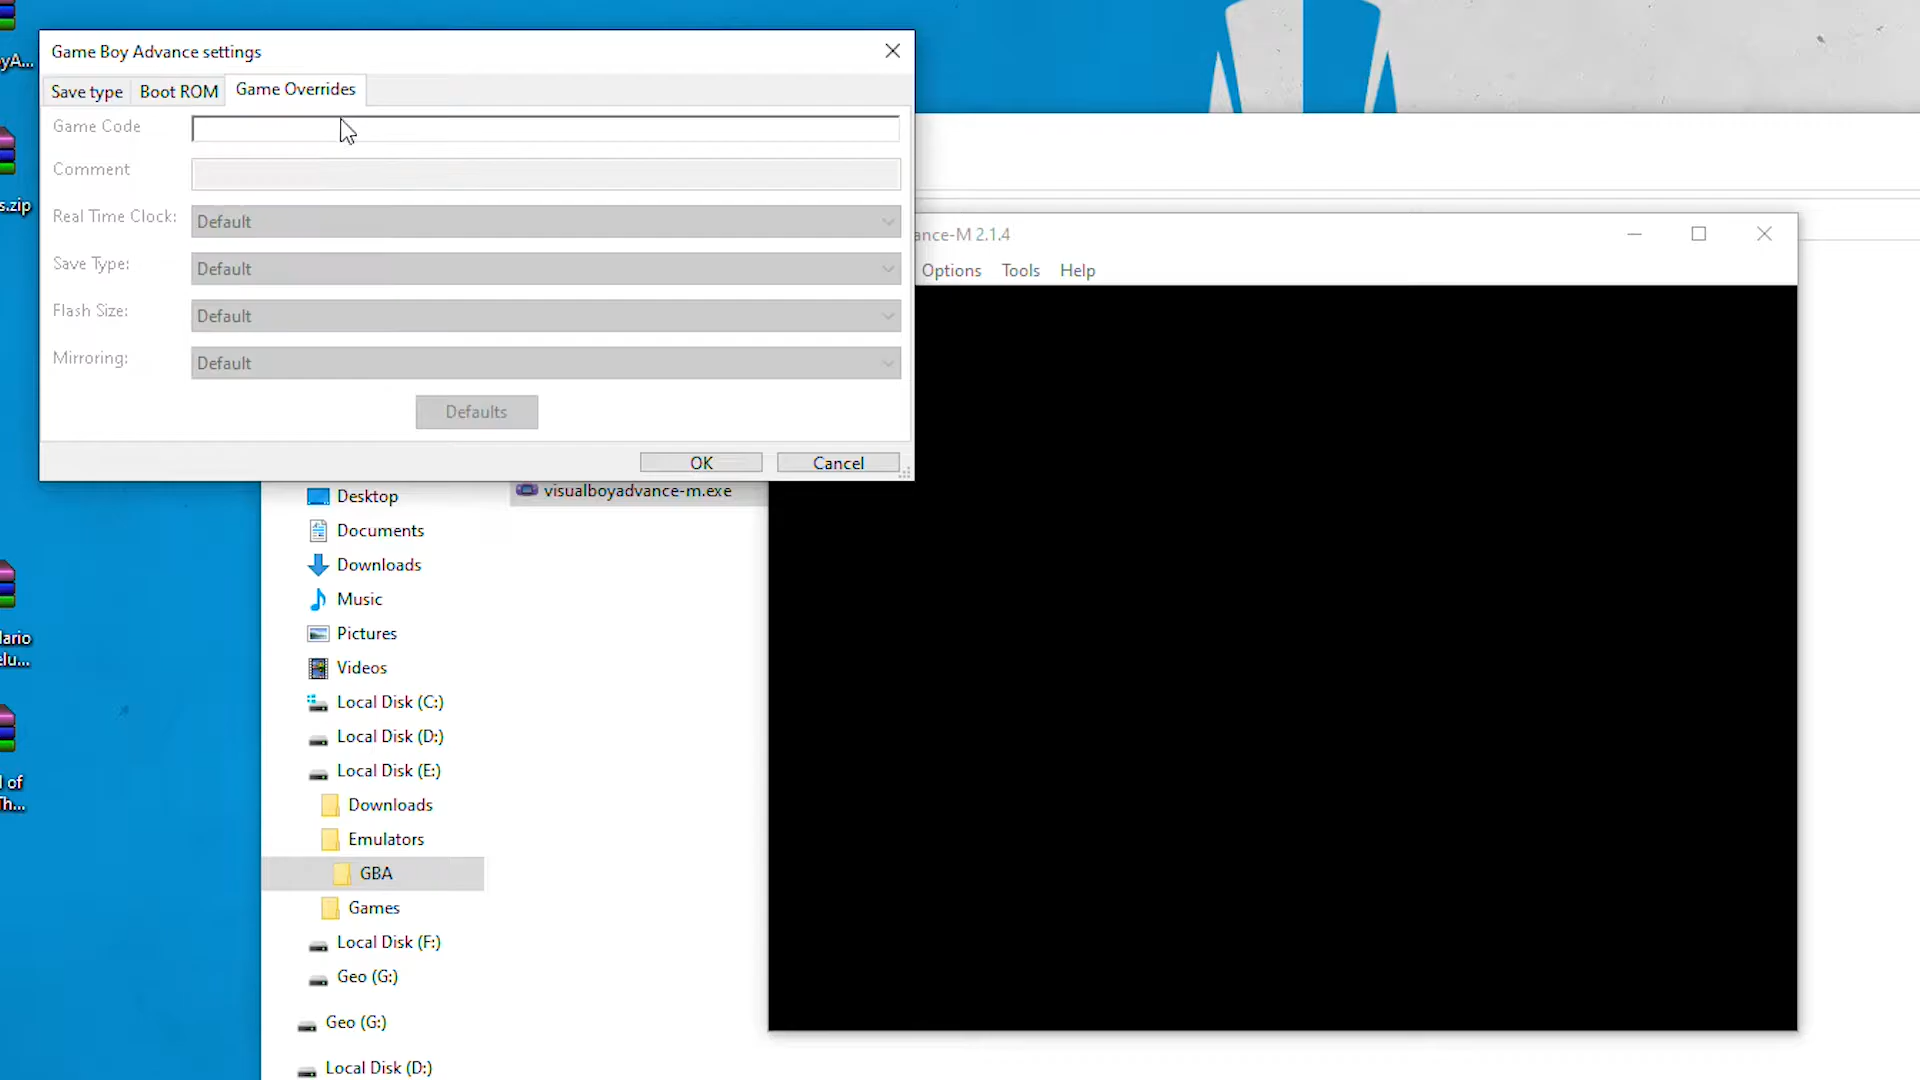 Game Boy Advance settings
Save type
Boot ROM
Game Overrides
Game Code
Comment
Real Time Clock:
Default
Save Type:
Default
Flash Size:
Default
Mirroring:
Default
Defaults
OK
Cancel
yA...
s.zip
lario
elu...
l of
Th...
ance-M 2.1.4
Options
Tools
Help
visualboyadvance-m.exe
Desktop
Documents
Downloads
Music
Pictures
Videos
Local Disk (C:)
Local Disk (D:)
Local Disk (E:)
Downloads
Emulators
GBA
Games
Local Disk (F:)
Geo (G:)
Geo (G:)
Local Disk (D:)